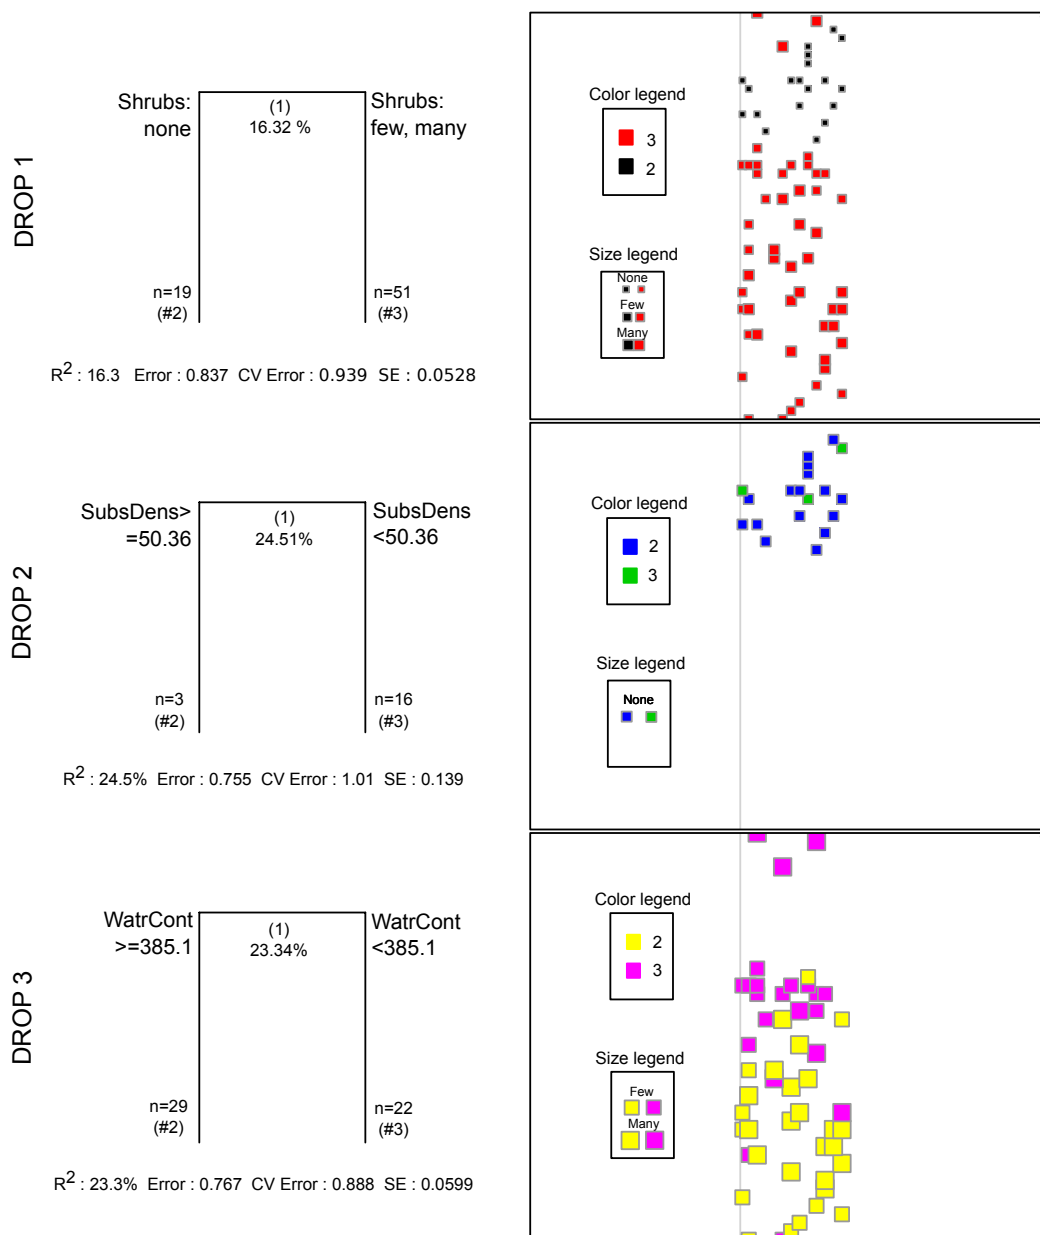 DROP 1
Shrubs:
none
(1)
16.32 %
Shrubs:
few, many
n=19
(#2)
n=51
(#3)
R2 : 16.3 Error : 0.837 CV Error : 0.939 SE : 0.0528
Color legend
3
2
Size legend
None
Few
Many
DROP 2
SubsDens>
=50.36
(1)
24.51%
SubsDens
<50.36
n=3
(#2)
n=16
(#3)
R2 : 24.5% Error : 0.755 CV Error : 1.01 SE : 0.139
Color legend
2
3
Size legend
None
DROP 3
WatrCont
>=385.1
(1)
23.34%
WatrCont
<385.1
n=29
(#2)
n=22
(#3)
R2 : 23.3% Error : 0.767 CV Error : 0.888 SE : 0.0599
Color legend
2
3
Size legend
Few
Many